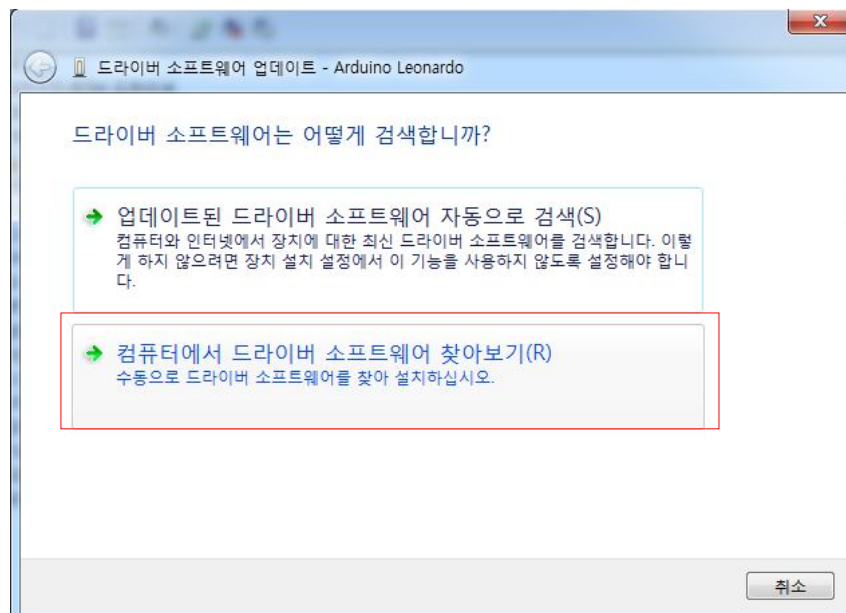 드라이버 소프트웨어 업데이트 - Arduino Leonardo
드라이버 소프트웨어는 어떻게 검색합니까?
업데이트된 드라이버 소프트웨어 자동으로 검색(S)
컴퓨터와 인터넷에서 장치에 대한 최신 드라이버 소프트웨어를 검색합니다. 이렇
게 하지 않으려면 장치 설치 설정에서 이 기능을 사용하지 않도록 설정해야 합니
다.
컴퓨터에서 드라이버 소프트웨어 찾아보기(R)
수동으로 드라이버 소프트웨어를 찾아 설치하십시오.
취소